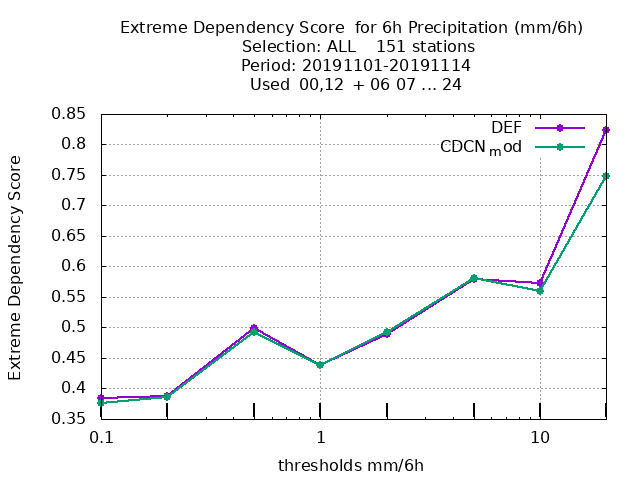 Extreme Dependency Score  for 6h Precipitation (mm/6h)
Selection: ALL    151 stations
Period: 20191101-20191114
Used  00,12  + 06 07 ... 24
DEF
CDCNmod
0.85
0.8
0.75
0.7
0.65
0.6
0.55
0.5
0.45
0.4
0.35
Extreme Dependency Score
0.1
1
10
thresholds mm/6h